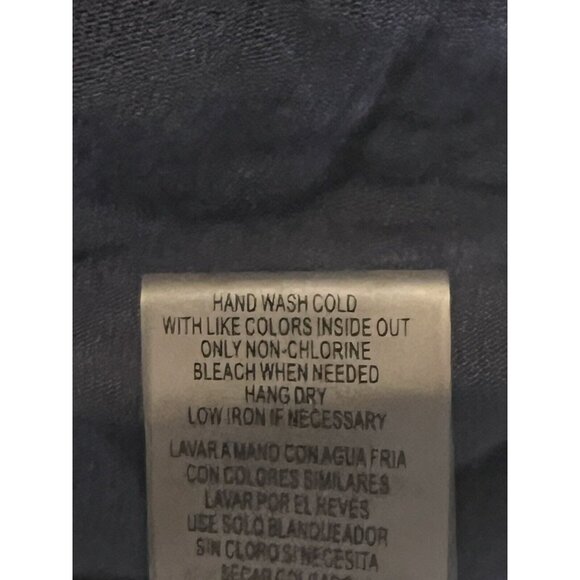 HAND WASH COLD
WITH LIKE COLORS INSIDE OUT
ONLY NON-CHLORINE
BLEACH WHEN NEEDED
HANG DRY
LOW IRON IF NECESSARY
LAVAR A MANO CON AGUA FRIA
CON COLORES SIMILARES
LAVAR POR EL REVES
USE SOLO BLANQUEADOR
SIN CLORO SI NECESITA
SECAR COLGADO